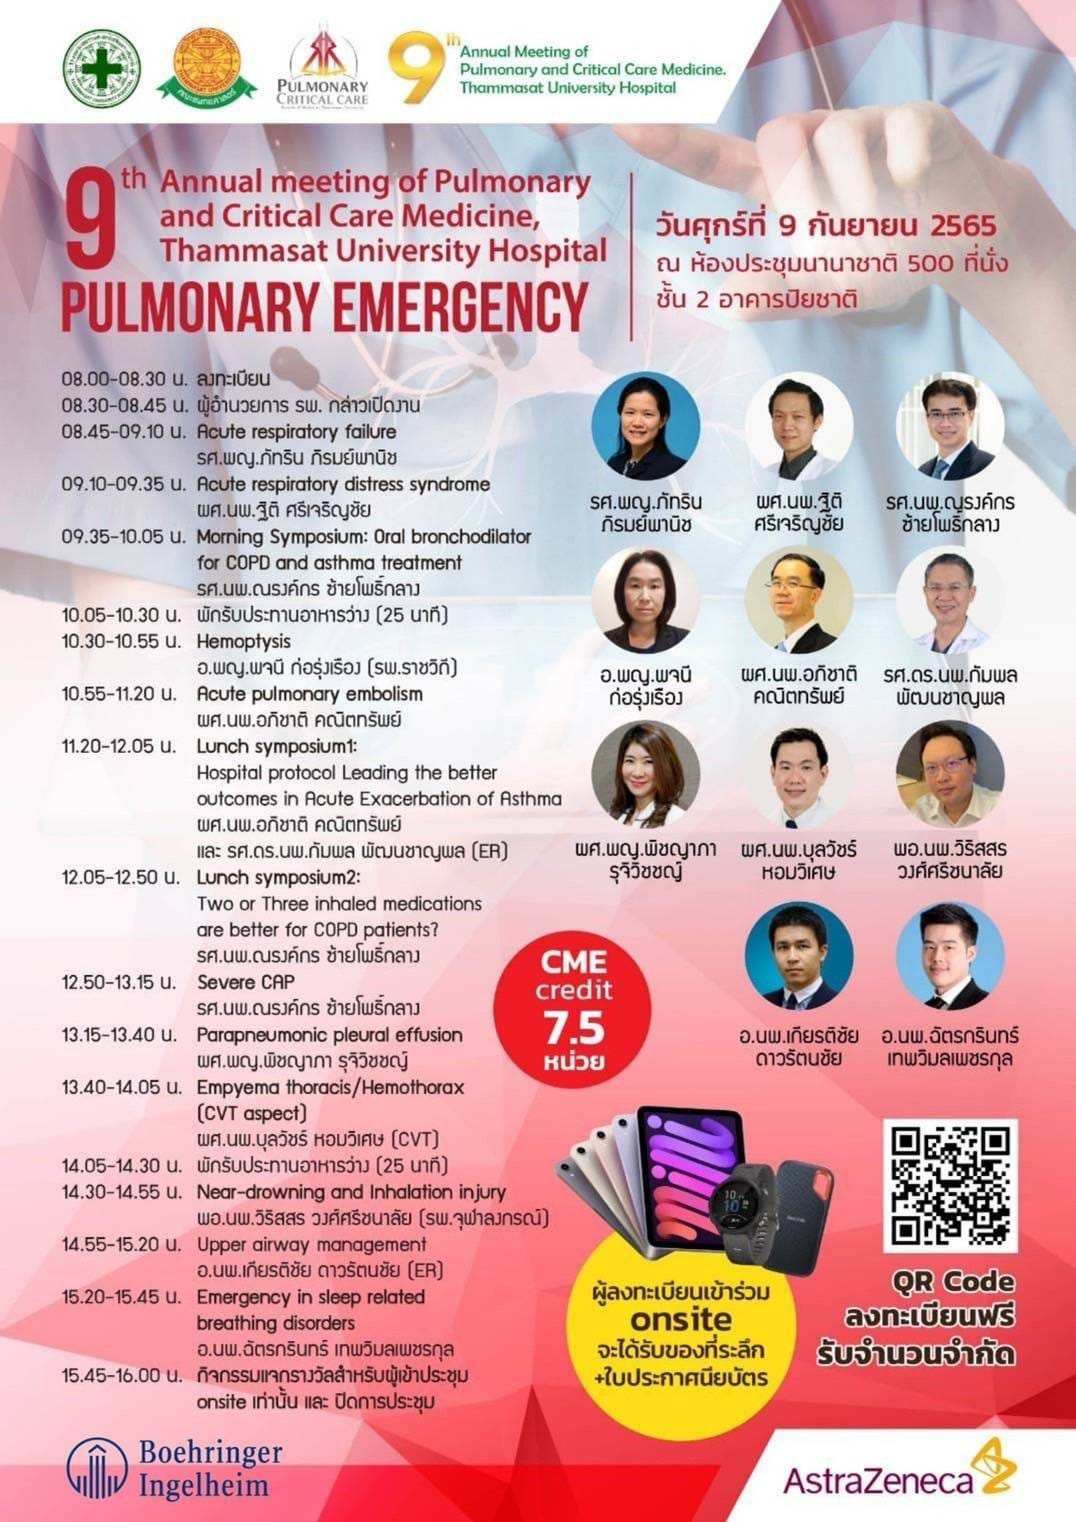 PULMONARY
CRITICAL CARE
9th Annual Meeting of
Pulmonary and Critical Care Medicine.
Thammasat University Hospital
9th Annual meeting of Pulmonary
and Critical Care Medicine,
Thammasat University Hospital
PULMONARY EMERGENCY
วันศุกร์ที่ 9 กันยายน 2565
ณ ห้องประชุมนานาชาติ 500 ที่นั่ง
ชั้น 2 อาคารปิยชาติ
08.00-08.30 น. ลงทะเบียน
08.30-08.45 น. ผู้อำนวยการ รพ. กล่าวเปิดงาน
08.45-09.10 น. Acute respiratory failure
รศ.พญ.ภัทริน ภิรมย์พานิช
09.10-09.35 น. Acute respiratory distress syndrome
ผศ.นพ.ฐิติ ศรีเจริญชัย
09.35-10.05 น. Morning Symposium: Oral bronchodilator
for COPD and asthma treatment
รศ.นพ.ณรงค์กร ซ้ายโพธิ์กลาง
10.05-10.30 น. พักรับประทานอาหารว่าง (25 นาที)
10.30-10.55 น. Hemoptysis
อ.พญ.พจนี ก่อรุ่งเรือง (รพ.ราชวิถี)
10.55-11.20 น. Acute pulmonary embolism
ผศ.นพ.อภิชาติ คณิตทรัพย์
11.20-12.05 น. Lunch symposium1:
Hospital protocol Leading the better
outcomes in Acute Exacerbation of Asthma
ผศ.นพ.อภิชาติ คณิตทรัพย์
และ รศ.ดร.นพ.กัมพล พัฒนชาญพล (ER)
12.05-12.50 น. Lunch symposium2:
Two or Three inhaled medications
are better for COPD patients?
รศ.นพ.ณรงค์กร ซ้ายโพธิ์กลาง
12.50-13.15 น. Severe CAP
รศ.นพ.ณรงค์กร ซ้ายโพธิ์กลาง
13.15-13.40 น. Parapneumonic pleural effusion
ผศ.พญ.พิชญาภา รุจิวิชชญ์
13.40-14.05 น. Empyema thoracis/Hemothorax
(CVT aspect)
ผศ.นพ.บุลวัชร์ หอมวิเศษ (CVT)
14.05-14.30 น. พักรับประทานอาหารว่าง (25 นาที)
14.30-14.55 น. Near-drowning and Inhalation injury
พอ.นพ.วิริสสร วงศ์ศรีชนาลัย (รพ.จุฬาลงกรณ์)
14.55-15.20 น. Upper airway management
อ.นพ.เกียรติชัย ดาวรัตนชัย (ER)
15.20-15.45 น. Emergency in sleep related
breathing disorders
อ.นพ.ฉัตรกรินทร์ เทพวิมลเพชรกุล
15.45-16.00 น. กิจกรรมแจกรางวัลสำหรับผู้เข้าประชุม
onsite เท่านั้น และ ปิดการประชุม
รศ.พญ.ภัทริน
ภิรมย์พานิช
ผศ.นพ.ฐิติ
ศรีเจริญชัย
รศ.นพ.ณรงค์กร
ซ้ายโพธิ์กลาง
อ.พญ.พจนี
ก่อรุ่งเรือง
ผศ.นพ.อภิชาติ
คณิตทรัพย์
รศ.ดร.นพ.กัมพล
พัฒนชาญพล
ผศ.พญ.พิชญาภา
รุจิวิชชญ์
ผศ.นพ.บุลวัชร์
หอมวิเศษ
พอ.นพ.วิริสสร
วงศ์ศรีชนาลัย
อ.นพ.เกียรติชัย
ดาวรัตนชัย
อ.นพ.ฉัตรกรินทร์
เทพวิมลเพชรกุล
CME
credit
7.5
หน่วย
ผู้ลงทะเบียนเข้าร่วม
onsite
จะได้รับของที่ระลึก
+ใบประกาศนียบัตร
QR Code
ลงทะเบียนฟรี
รับจำนวนจำกัด
Boehringer
Ingelheim
AstraZeneca